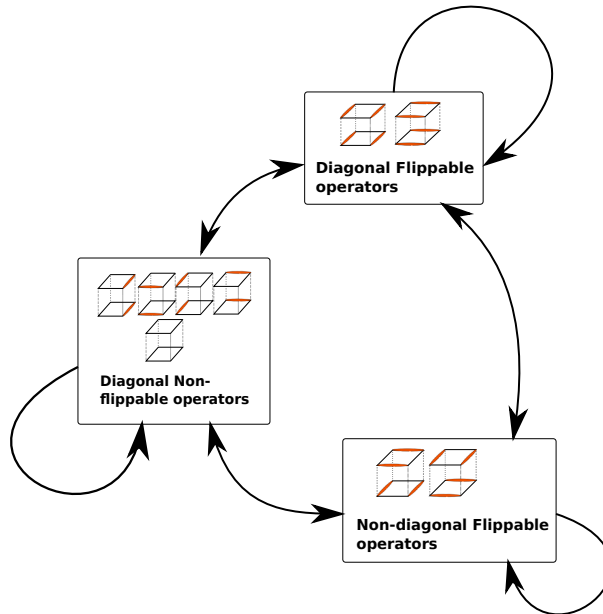 Diagonal Flippable
operators
Diagonal Non-
flippable operators
Non-diagonal Flippable
operators